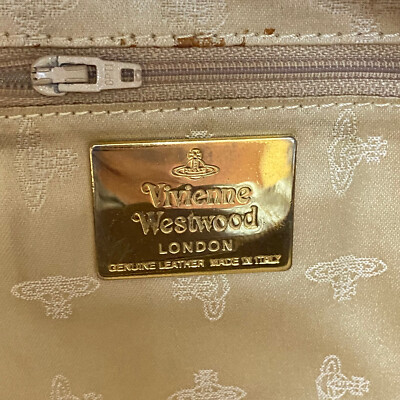 Vivienne
Westwood
LONDON
GENUINE LEATHER MADE IN ITALY